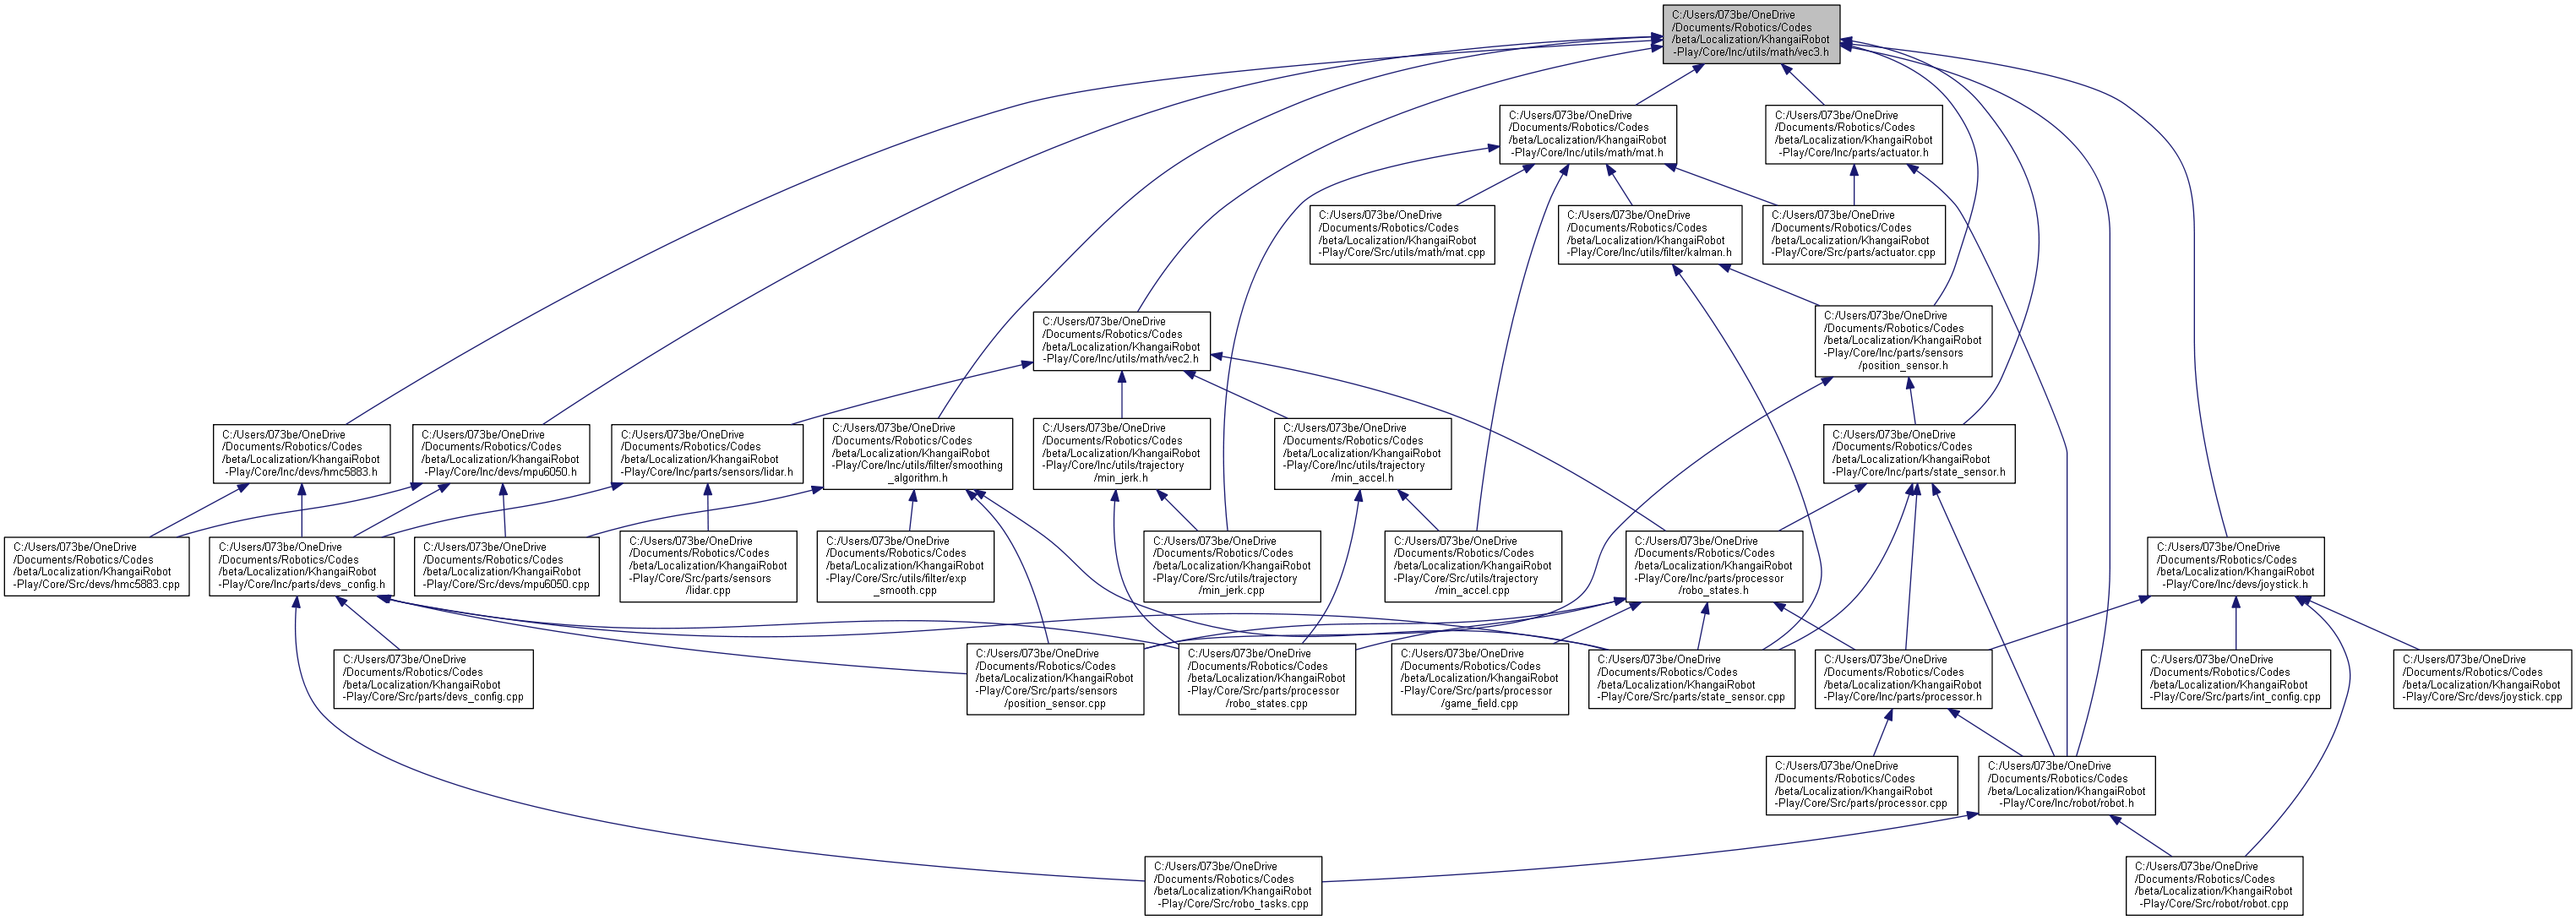 C:/Users/073be/OneDrive
/Documents/Robotics/Codes
/beta/Localization/KhangaiRobot
-Play/Core/Inc/utils/math/vec3.h
C:/Users/073be/OneDrive
/Documents/Robotics/Codes
/beta/Localization/KhangaiRobot
-Play/Core/Inc/utils/math/mat.h
C:/Users/073be/OneDrive
/Documents/Robotics/Codes
/beta/Localization/KhangaiRobot
-Play/Core/Inc/parts/actuator.h
C:/Users/073be/OneDrive
/Documents/Robotics/Codes
/beta/Localization/KhangaiRobot
-Play/Core/Src/utils/math/mat.cpp
C:/Users/073be/OneDrive
/Documents/Robotics/Codes
/beta/Localization/KhangaiRobot
-Play/Core/Inc/utils/filter/kalman.h
C:/Users/073be/OneDrive
/Documents/Robotics/Codes
/beta/Localization/KhangaiRobot
-Play/Core/Src/parts/actuator.cpp
C:/Users/073be/OneDrive
/Documents/Robotics/Codes
/beta/Localization/KhangaiRobot
-Play/Core/Inc/utils/math/vec2.h
C:/Users/073be/OneDrive
/Documents/Robotics/Codes
/beta/Localization/KhangaiRobot
-Play/Core/Inc/parts/sensors
/position_sensor.h
C:/Users/073be/OneDrive
/Documents/Robotics/Codes
/beta/Localization/KhangaiRobot
-Play/Core/Inc/devs/hmc5883.h
C:/Users/073be/OneDrive
/Documents/Robotics/Codes
/beta/Localization/KhangaiRobot
-Play/Core/Inc/devs/mpu6050.h
C:/Users/073be/OneDrive
/Documents/Robotics/Codes
/beta/Localization/KhangaiRobot
-Play/Core/Inc/parts/sensors/lidar.h
C:/Users/073be/OneDrive
/Documents/Robotics/Codes
/beta/Localization/KhangaiRobot
-Play/Core/Inc/utils/filter/smoothing
_algorithm.h
C:/Users/073be/OneDrive
/Documents/Robotics/Codes
/beta/Localization/KhangaiRobot
-Play/Core/Inc/utils/trajectory
/min_jerk.h
C:/Users/073be/OneDrive
/Documents/Robotics/Codes
/beta/Localization/KhangaiRobot
-Play/Core/Inc/utils/trajectory
/min_accel.h
C:/Users/073be/OneDrive
/Documents/Robotics/Codes
/beta/Localization/KhangaiRobot
-Play/Core/Inc/parts/state_sensor.h
C:/Users/073be/OneDrive
/Documents/Robotics/Codes
/beta/Localization/KhangaiRobot
-Play/Core/Src/devs/hmc5883.cpp
C:/Users/073be/OneDrive
/Documents/Robotics/Codes
/beta/Localization/KhangaiRobot
-Play/Core/Inc/parts/devs_config.h
C:/Users/073be/OneDrive
/Documents/Robotics/Codes
/beta/Localization/KhangaiRobot
-Play/Core/Src/devs/mpu6050.cpp
C:/Users/073be/OneDrive
/Documents/Robotics/Codes
/beta/Localization/KhangaiRobot
-Play/Core/Src/parts/sensors
/lidar.cpp
C:/Users/073be/OneDrive
/Documents/Robotics/Codes
/beta/Localization/KhangaiRobot
-Play/Core/Src/utils/filter/exp
_smooth.cpp
C:/Users/073be/OneDrive
/Documents/Robotics/Codes
/beta/Localization/KhangaiRobot
-Play/Core/Src/utils/trajectory
/min_jerk.cpp
C:/Users/073be/OneDrive
/Documents/Robotics/Codes
/beta/Localization/KhangaiRobot
-Play/Core/Src/utils/trajectory
/min_accel.cpp
C:/Users/073be/OneDrive
/Documents/Robotics/Codes
/beta/Localization/KhangaiRobot
-Play/Core/Inc/parts/processor
/robo_states.h
C:/Users/073be/OneDrive
/Documents/Robotics/Codes
/beta/Localization/KhangaiRobot
-Play/Core/Inc/devs/joystick.h
C:/Users/073be/OneDrive
/Documents/Robotics/Codes
/beta/Localization/KhangaiRobot
-Play/Core/Src/parts/devs_config.cpp
C:/Users/073be/OneDrive
/Documents/Robotics/Codes
/beta/Localization/KhangaiRobot
-Play/Core/Src/parts/sensors
/position_sensor.cpp
C:/Users/073be/OneDrive
/Documents/Robotics/Codes
/beta/Localization/KhangaiRobot
-Play/Core/Src/parts/processor
/robo_states.cpp
C:/Users/073be/OneDrive
/Documents/Robotics/Codes
/beta/Localization/KhangaiRobot
-Play/Core/Src/parts/processor
/game_field.cpp
C:/Users/073be/OneDrive
/Documents/Robotics/Codes
/beta/Localization/KhangaiRobot
-Play/Core/Src/parts/state_sensor.cpp
C:/Users/073be/OneDrive
/Documents/Robotics/Codes
/beta/Localization/KhangaiRobot
-Play/Core/Inc/parts/processor.h
C:/Users/073be/OneDrive
/Documents/Robotics/Codes
/beta/Localization/KhangaiRobot
-Play/Core/Src/parts/int_config.cpp
C:/Users/073be/OneDrive
/Documents/Robotics/Codes
/beta/Localization/KhangaiRobot
-Play/Core/Src/devs/joystick.cpp
C:/Users/073be/OneDrive
/Documents/Robotics/Codes
/beta/Localization/KhangaiRobot
-Play/Core/Src/parts/processor.cpp
C:/Users/073be/OneDrive
/Documents/Robotics/Codes
/beta/Localization/KhangaiRobot
-Play/Core/Inc/robot/robot.h
C:/Users/073be/OneDrive
/Documents/Robotics/Codes
/beta/Localization/KhangaiRobot
-Play/Core/Src/robo_tasks.cpp
C:/Users/073be/OneDrive
/Documents/Robotics/Codes
/beta/Localization/KhangaiRobot
-Play/Core/Src/robot/robot.cpp